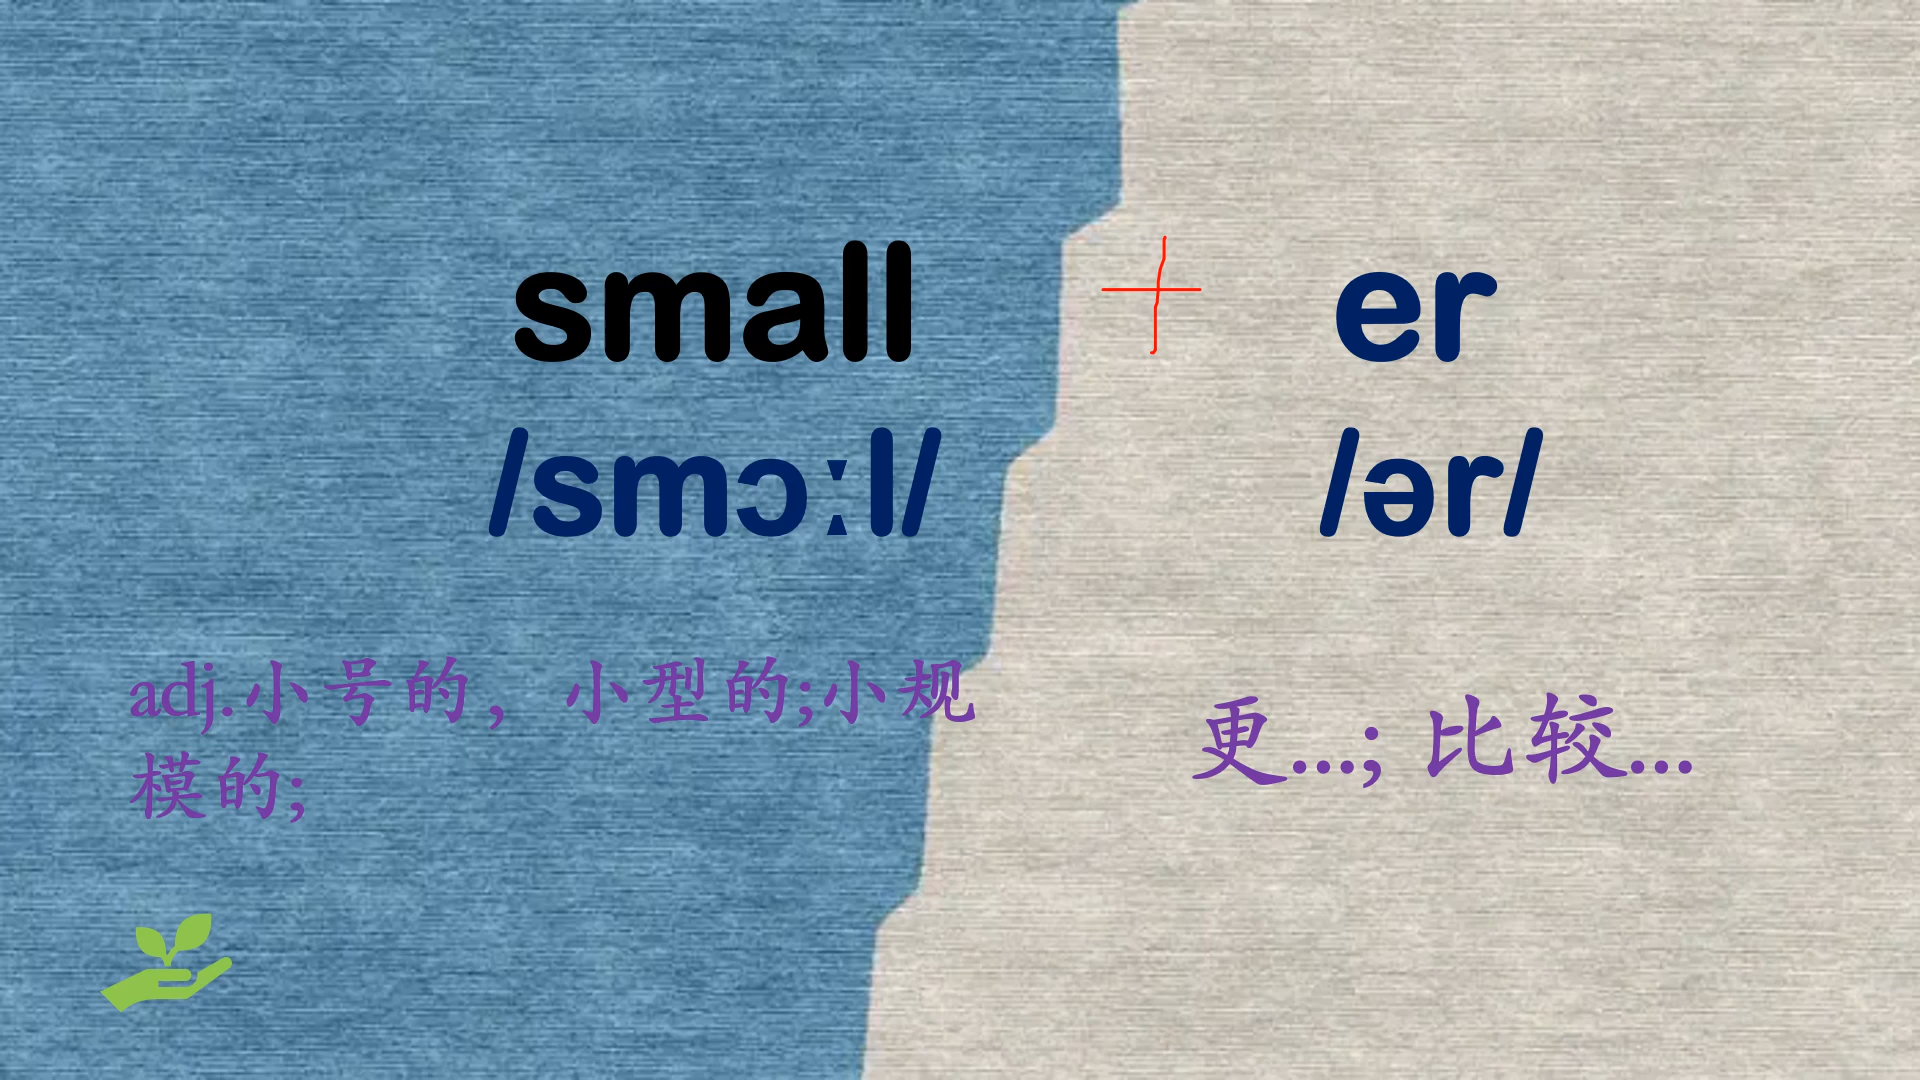 small + er
/smɔːl/ /ər/
adj.小号的，小型的;小规
模的;
更...; 比较...